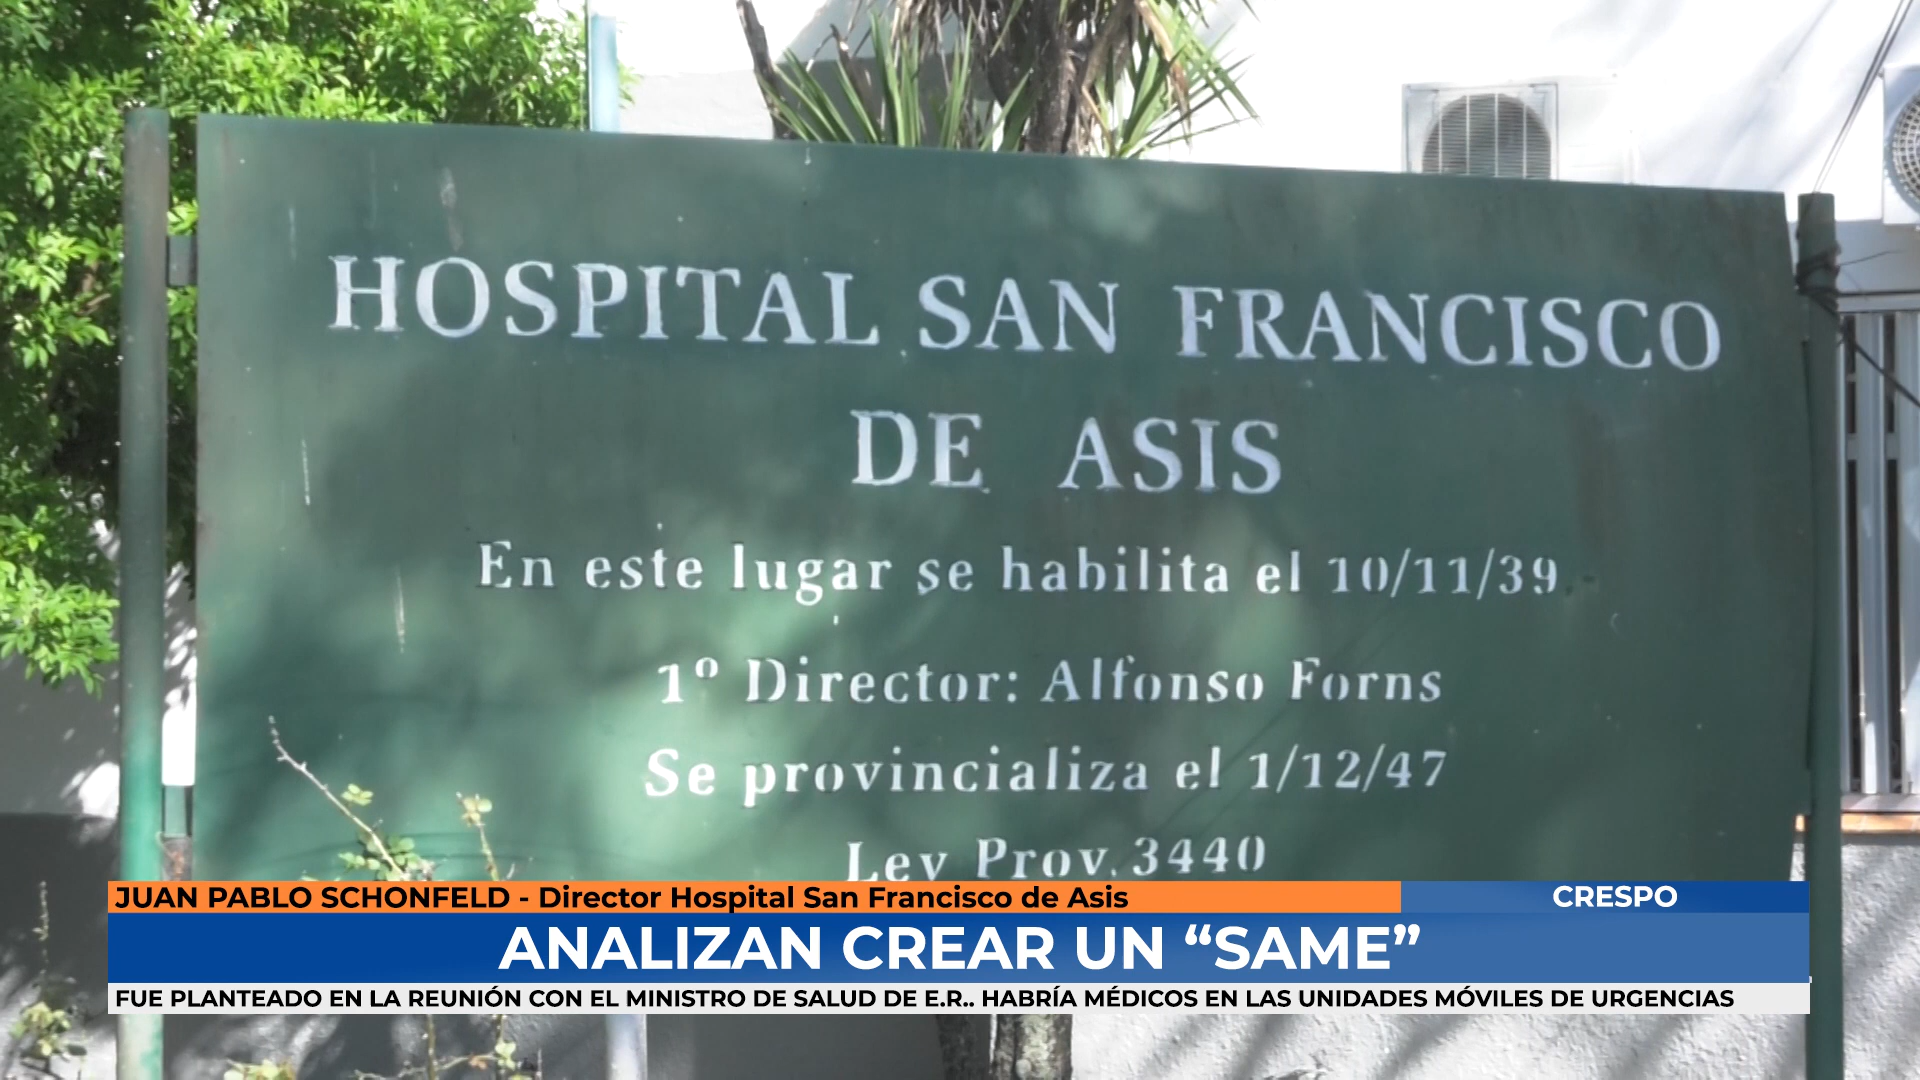 HOSPITAL SAN FRANCISCO
DE ASIS
En este lugar se habilita el 10/11/39
1º Director: Alfonso Forns
Se provincializa el 1/12/47
Ley Prov. 3440
JUAN PABLO SCHONFELD - Director Hospital San Francisco de Asis
CRESPO
ANALIZAN CREAR UN “SAME”
FUE PLANTEADO EN LA REUNIÓN CON EL MINISTRO DE SALUD DE E.R.. HABRÍA MÉDICOS EN LAS UNIDADES MÓVILES DE URGENCIAS